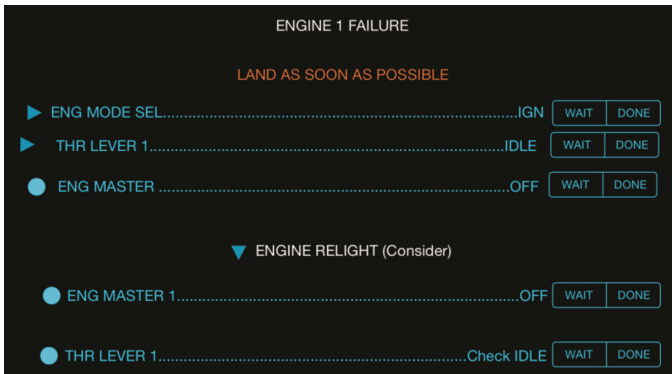 ENGINE 1 FAILURE
LAND AS SOON AS POSSIBLE
ENG MODE SEL.....................................................................................IGN WAIT DONE
THR LEVER 1.....................................................................................IDLE WAIT DONE
ENG MASTER .....................................................................................OFF WAIT DONE
ENGINE RELIGHT (Consider)
ENG MASTER 1.....................................................................................OFF WAIT DONE
THR LEVER 1.......................................................................Check IDLE WAIT DONE